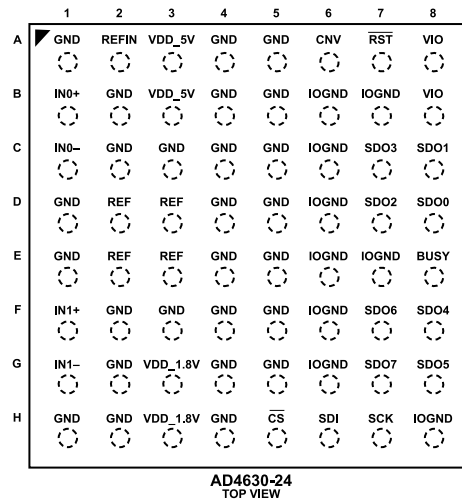 1 2 3 4 5 6 7 8
A GND REFIN VDD_5V GND GND CNV RST VIO
B IN0+ GND VDD_5V GND GND IOGND IOGND VIO
C IN0– GND GND GND GND IOGND SDO3 SDO1
D GND REF REF GND GND IOGND SDO2 SDO0
E GND REF REF GND GND IOGND IOGND BUSY
F IN1+ GND GND GND GND IOGND SDO6 SDO4
G IN1– GND VDD_1.8V GND GND IOGND SDO7 SDO5
H GND GND VDD_1.8V GND CS SDI SCK IOGND
AD4630-24
TOP VIEW